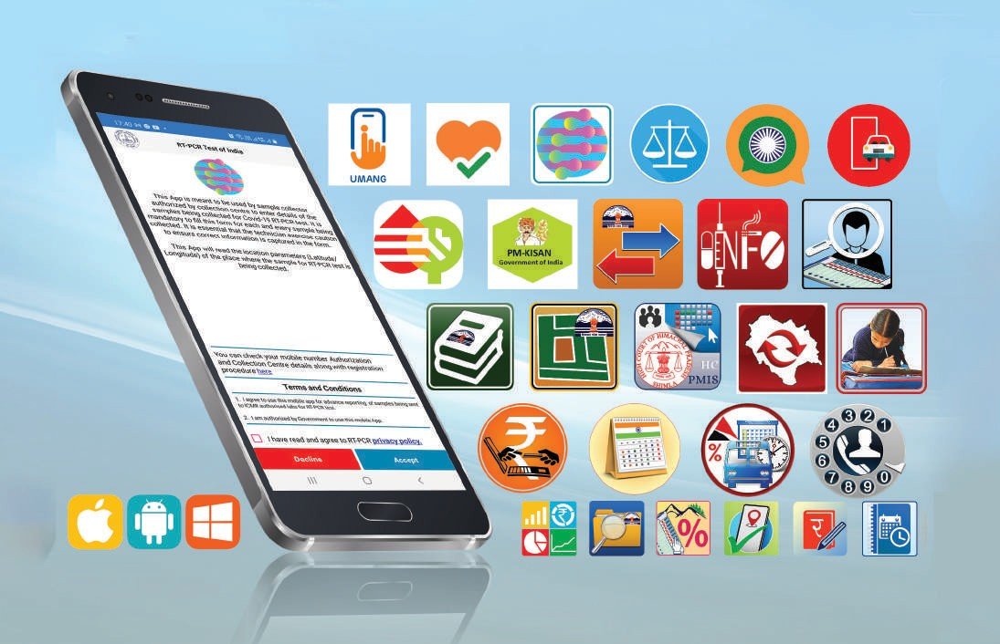 17:40
RT-PCR Test of India
This App is meant to be used by sample collector
authorized by collection centre to enter details of the
samples being collected for Covid-19 RT-PCR test. It is
mandatory to fill this form for each and every sample being
collected. It is essential that the technician exercise caution
to ensure correct information is captured in the form.
This App will read the location parameters (Latitude/
Longitude) of the place where the sample for RT-PCR test is
being collected.
You can check your mobile number Authorization
and Collection Centre details along with registration
procedure here
Terms and Conditions
1. I agree to use this mobile app for advance reporting of samples being sent
to ICMR authorised labs for RT-PCR test.
2. I am authorized by Government to use this mobile App.
I have read and agree to RT-PCR privacy policy.
Decline
Accept
UMANG
PM-KISAN
Government of India
ENFO
HIGH COURT OF HIMACHAL PRADESH
SHIMLA
HC
PMIS
₹
%
1
2
3
4
5
6
7
8
9
0
₹
%
र